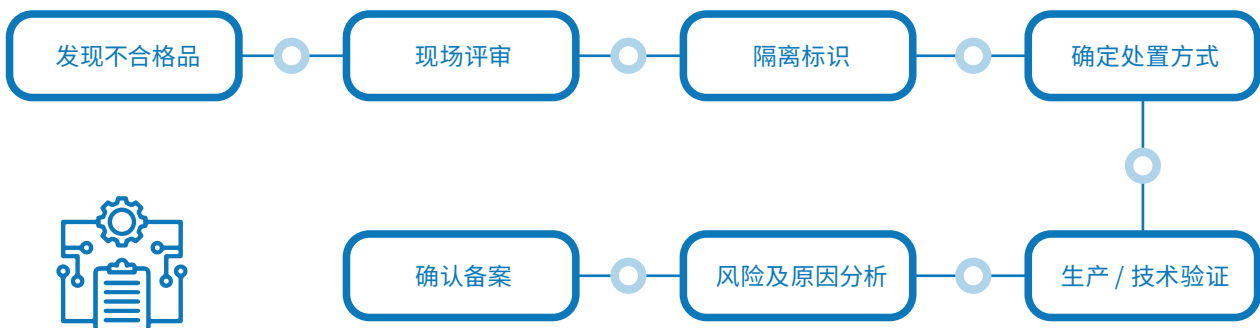 发现不合格品
现场评审
隔离标识
确定处置方式
生产 / 技术验证
风险及原因分析
确认备案